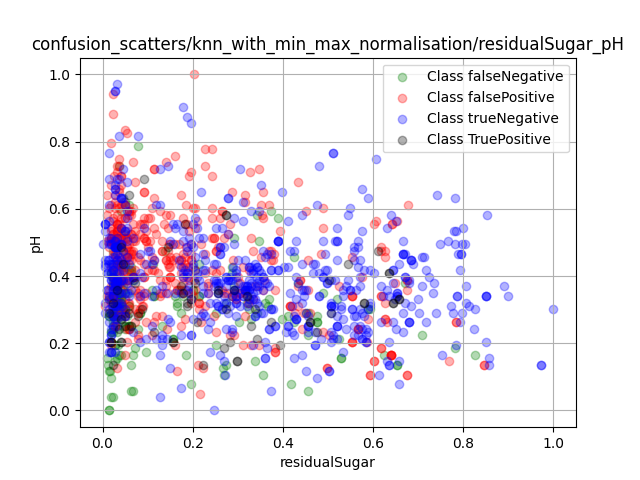 confusion_scatters/knn_with_min_max_normalisation/residualSugar_pH
1.0
0.8
0.6
0.4
0.2
0.0
pH
Class falseNegative
Class falsePositive
Class trueNegative
Class TruePositive
0.0 0.2 0.4 0.6 0.8 1.0
residualSugar